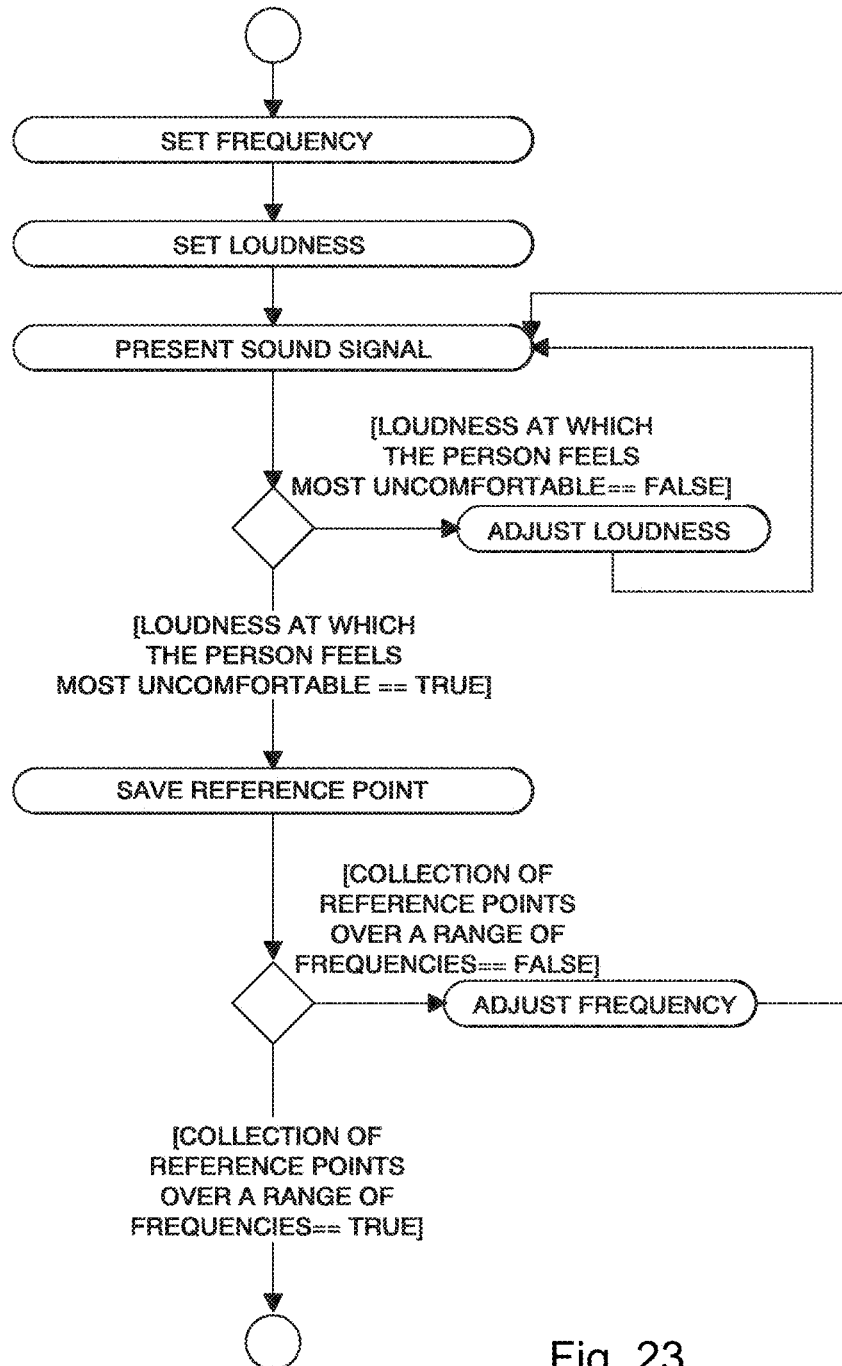 SET FREQUENCY
SET LOUDNESS
PRESENT SOUND SIGNAL
[LOUDNESS AT WHICH
THE PERSON FEELS
MOST UNCOMFORTABLE== FALSE]
ADJUST LOUDNESS
[LOUDNESS AT WHICH
THE PERSON FEELS
MOST UNCOMFORTABLE == TRUE]
SAVE REFERENCE POINT
[COLLECTION OF
REFERENCE POINTS
OVER A RANGE OF
FREQUENCIES== FALSE]
ADJUST FREQUENCY
[COLLECTION OF
REFERENCE POINTS
OVER A RANGE OF
FREQUENCIES== TRUE]
Fig. 23